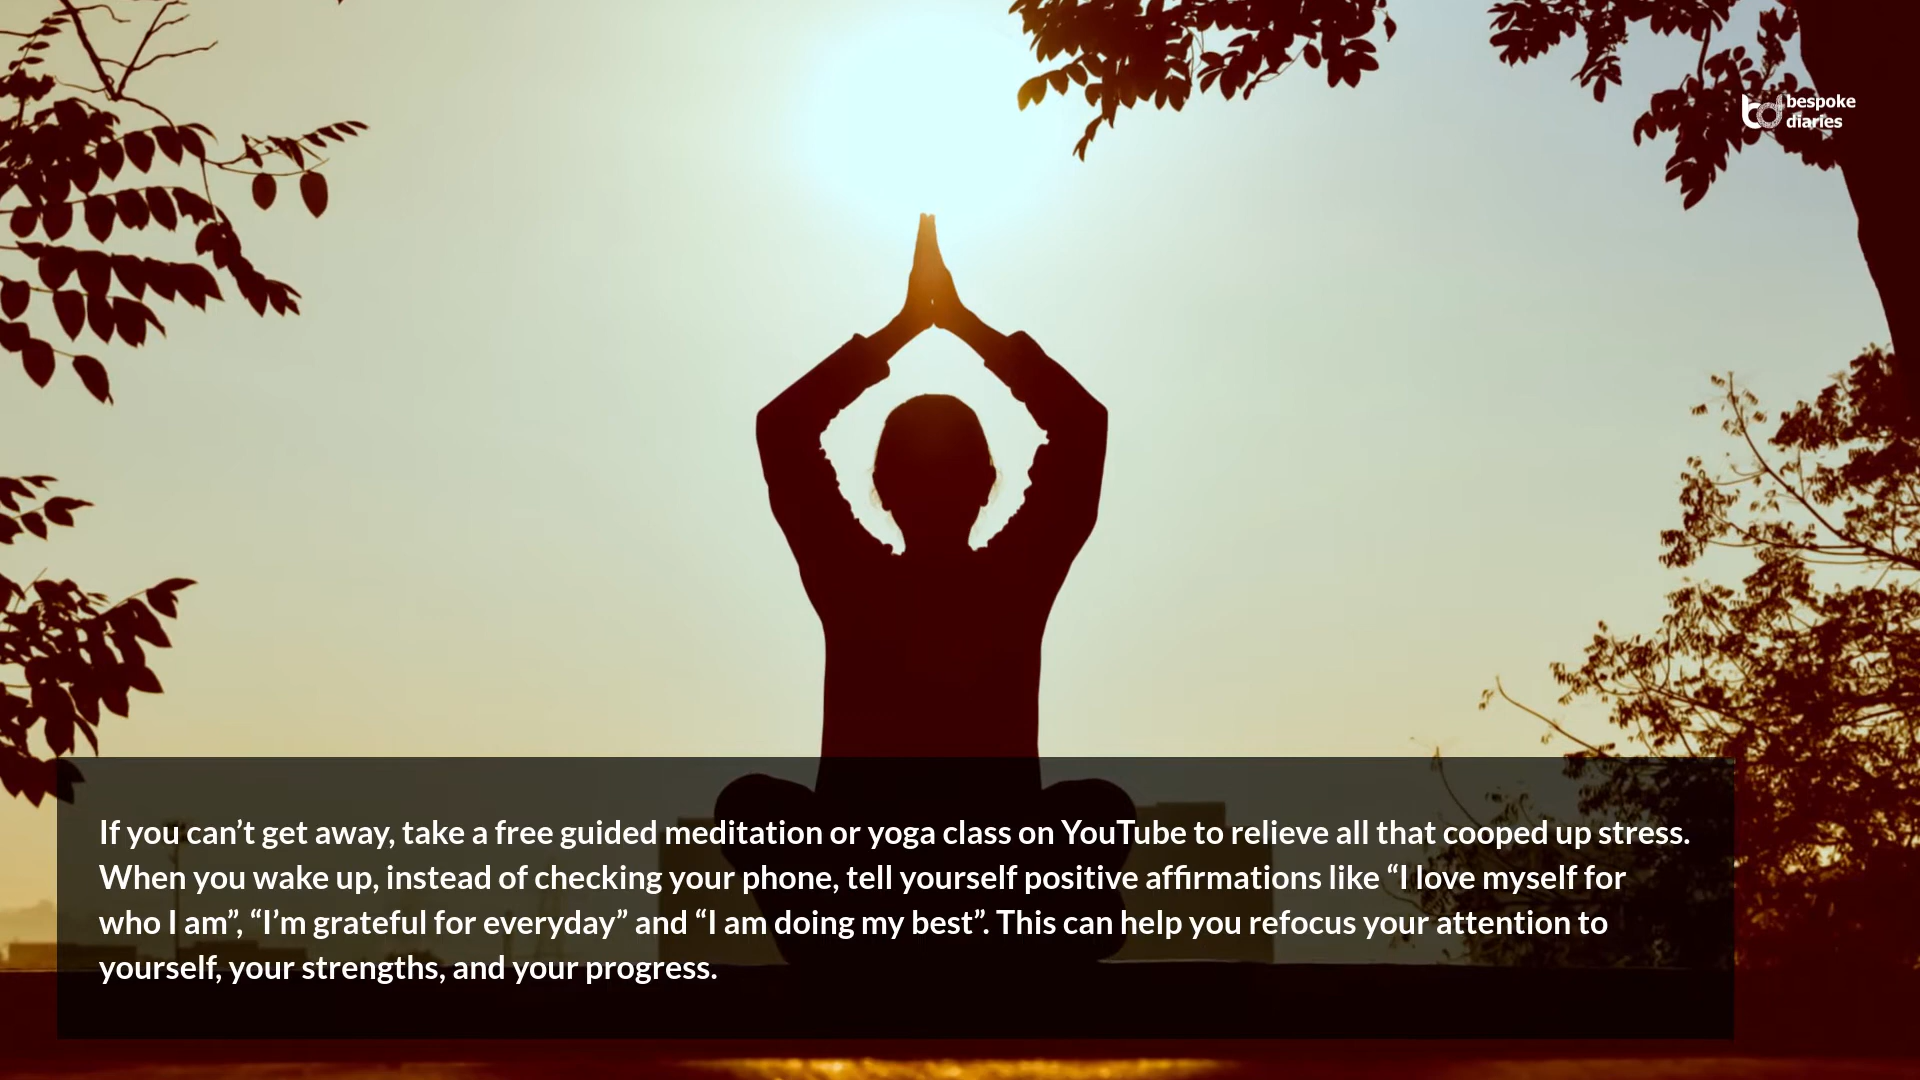 bespoke
diaries
If you can’t get away, take a free guided meditation or yoga class on YouTube to relieve all that cooped up stress.
When you wake up, instead of checking your phone, tell yourself positive affirmations like “I love myself for
who I am”, “I’m grateful for everyday” and “I am doing my best”. This can help you refocus your attention to
yourself, your strengths, and your progress.